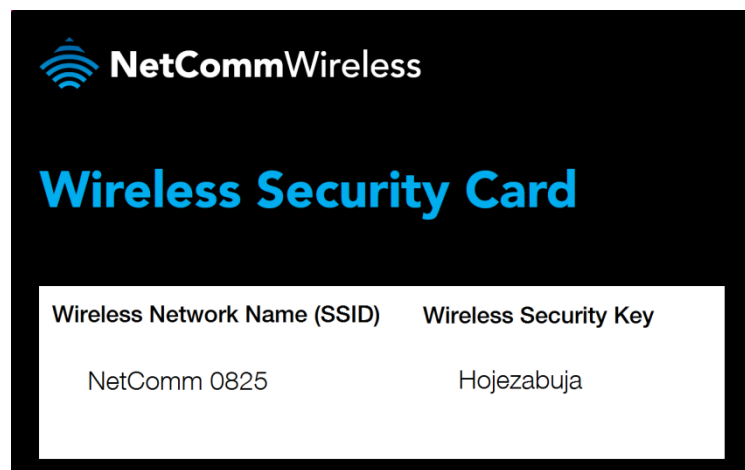 NetCommWireless
Wireless Security Card
Wireless Network Name (SSID) Wireless Security Key
NetComm 0825 Hojezabuja